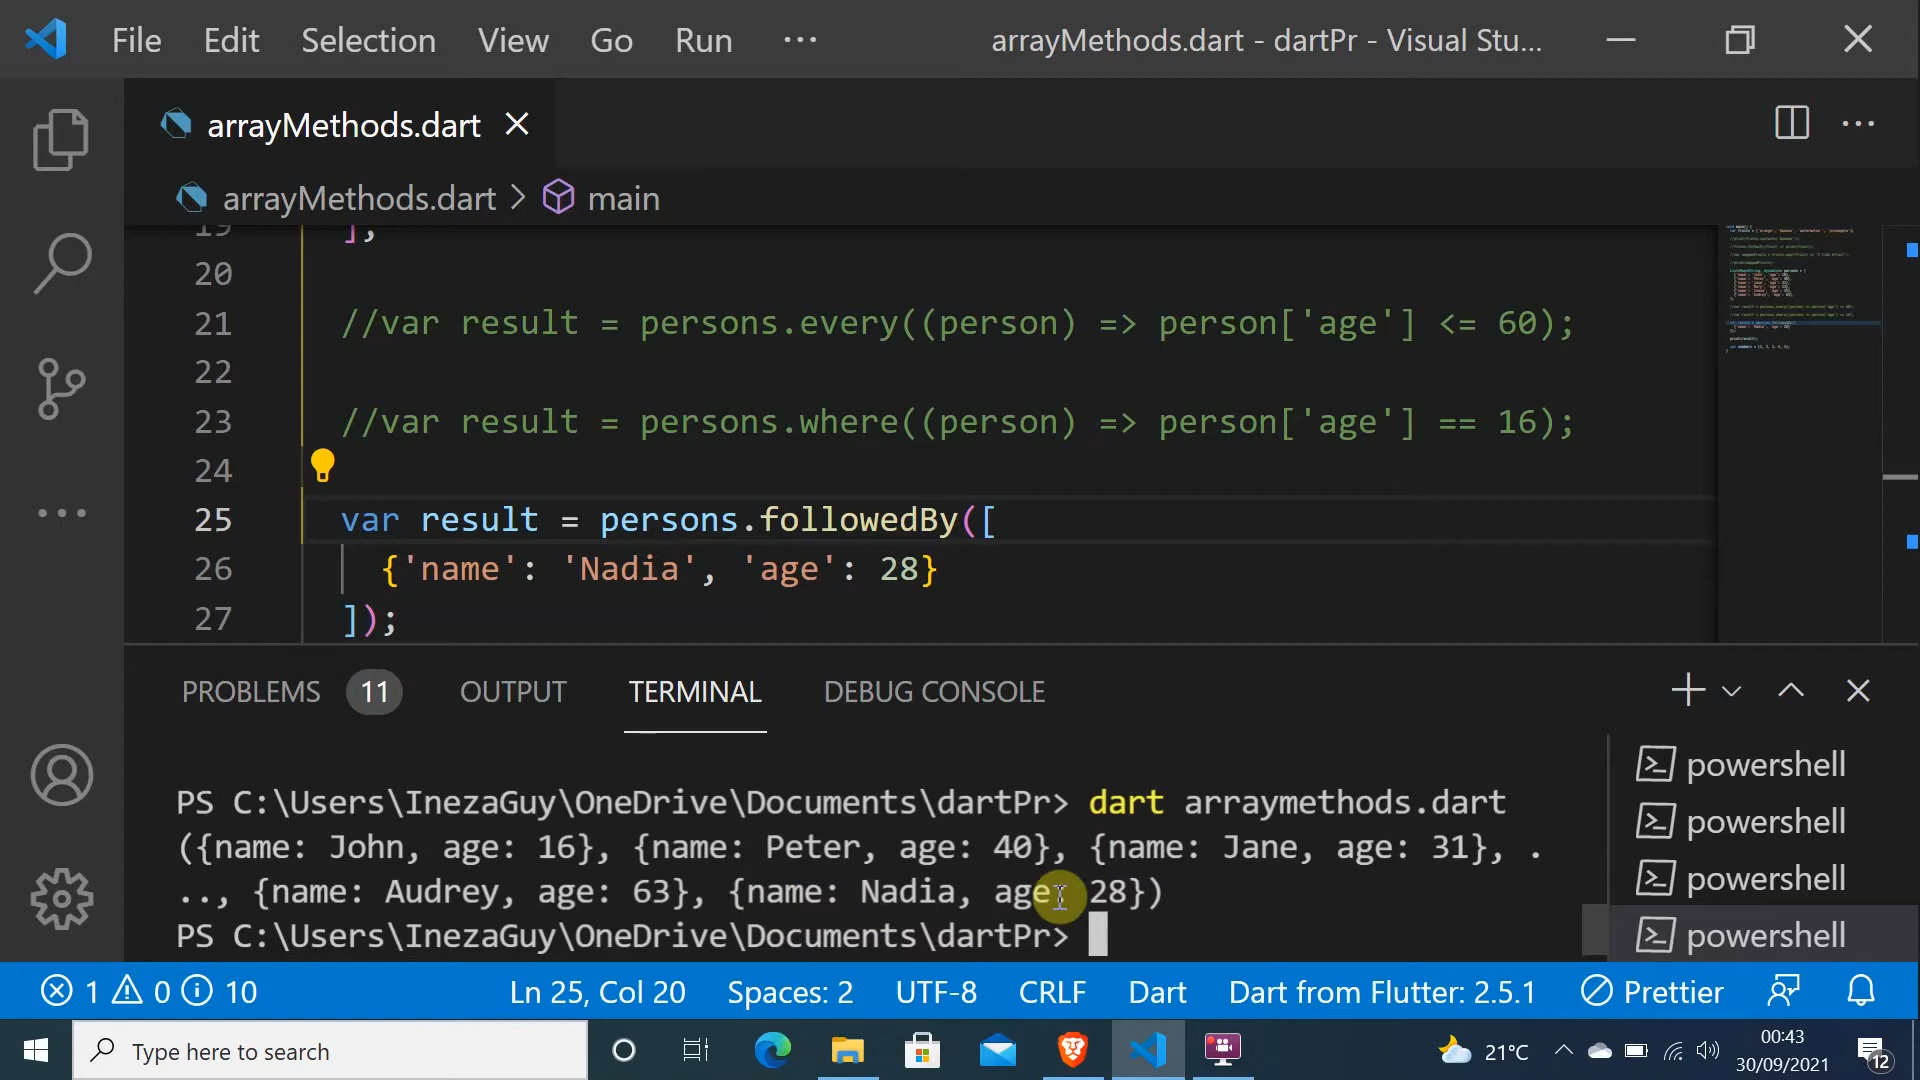 File Edit Selection View Go Run ··· arrayMethods.dart - dartPr - Visual Stu...
arrayMethods.dart
arrayMethods.dart > main
19 ],
20
21 //var result = persons.every((person) => person['age'] <= 60);
22
23 //var result = persons.where((person) => person['age'] == 16);
24
25 var result = persons.followedBy([
26 {'name': 'Nadia', 'age': 28}
27 ]);
PROBLEMS 11 OUTPUT TERMINAL DEBUG CONSOLE
PS C:\Users\InezaGuy\OneDrive\Documents\dartPr> dart arraymethods.dart
({name: John, age: 16}, {name: Peter, age: 40}, {name: Jane, age: 31}, .
.., {name: Audrey, age: 63}, {name: Nadia, age: 28})
PS C:\Users\InezaGuy\OneDrive\Documents\dartPr>
powershell
powershell
powershell
powershell
1 0 10 Ln 25, Col 20 Spaces: 2 UTF-8 CRLF Dart Dart from Flutter: 2.5.1 Prettier
Type here to search
21°C
00:43
30/09/2021
12